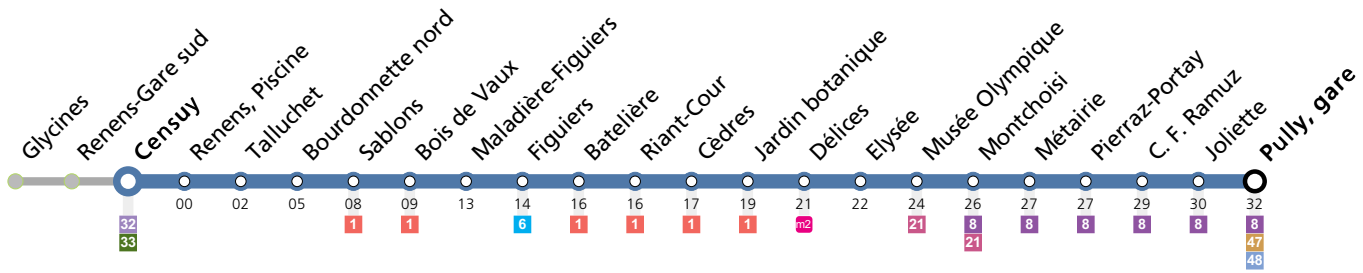 Glycines
Renens-Gare sud
Censuy
Renens, Piscine
Talluchet
Bourdonnette nord
Sablons
Bois de Vaux
Maladière-Figuiers
Figuiers
Batelière
Riant-Cour
Cèdres
Jardin botanique
Délices
Elysée
Musée Olympique
Montchoisi
Métairie
Pierraz-Portay
C. F. Ramuz
Joliette
Pully, gare
00 02 05 08 09 13 14 16 16 17 19 21 22 24 26 27 27 29 30 32
32 1 1 6 1 1 1 1 m2 21 8 8 8 8 8 8
33 21 47
48